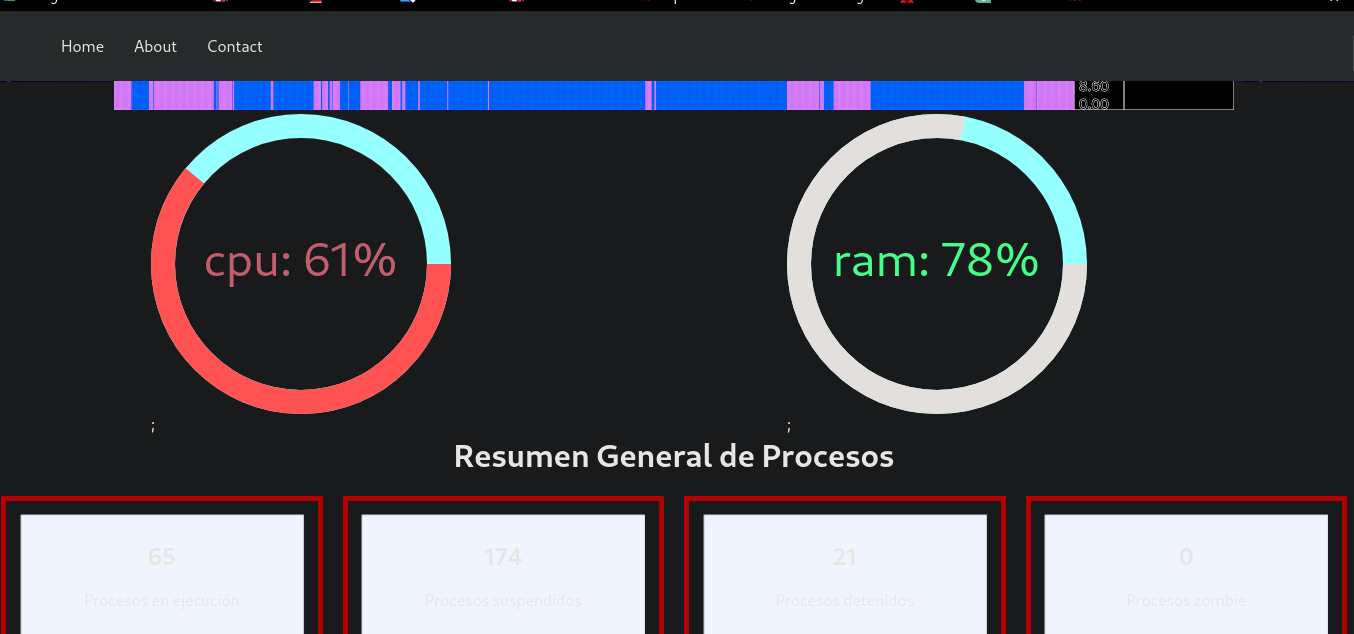 Home About Contact
8.60
0.00
cpu: 61%
ram: 78%
; ;
Resumen General de Procesos
65 174 21 0
Procesos en ejecución Procesos suspendidos Procesos detenidos Procesos zombie